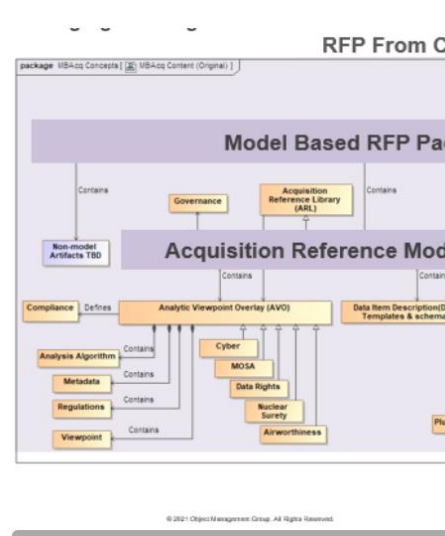 RFP From C
package MBAcq Concepts [ MBAcq Content (Original) ]
Model Based RFP Pa
Contains
Contains
Governance
Acquisition
Reference Library
(ARL)
Non-model
Artifacts TBD
Acquisition Reference Mod
Contains
Contain
Compliance
Defines
Analytic Viewpoint Overlay (AVO)
Data Item Description(D
Templates & schema
Analysis Algorithm
Contains
Cyber
MOSA
Metadata
Contains
Data Rights
Regulations
Contains
Nuclear
Surety
Viewpoint
Contains
Airworthiness
Plu
© 2021 Object Management Group. All Rights Reserved.